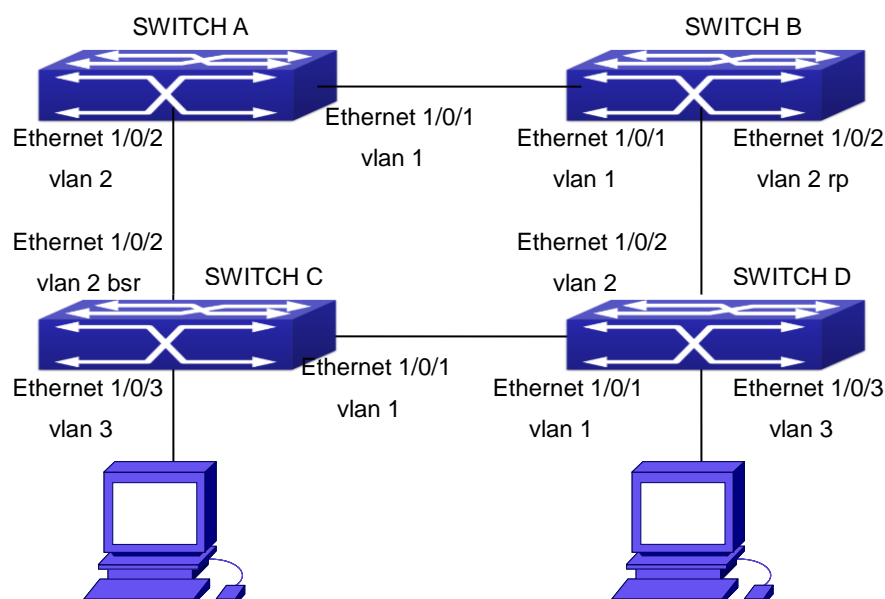 SWITCH A
SWITCH B
Ethernet 1/0/2
vlan 2
Ethernet 1/0/1
vlan 1
Ethernet 1/0/1
vlan 1
Ethernet 1/0/2
vlan 2 rp
Ethernet 1/0/2
vlan 2 bsr
SWITCH C
Ethernet 1/0/2
vlan 2
SWITCH D
Ethernet 1/0/3
vlan 3
Ethernet 1/0/1
vlan 1
Ethernet 1/0/1
vlan 1
Ethernet 1/0/3
vlan 3